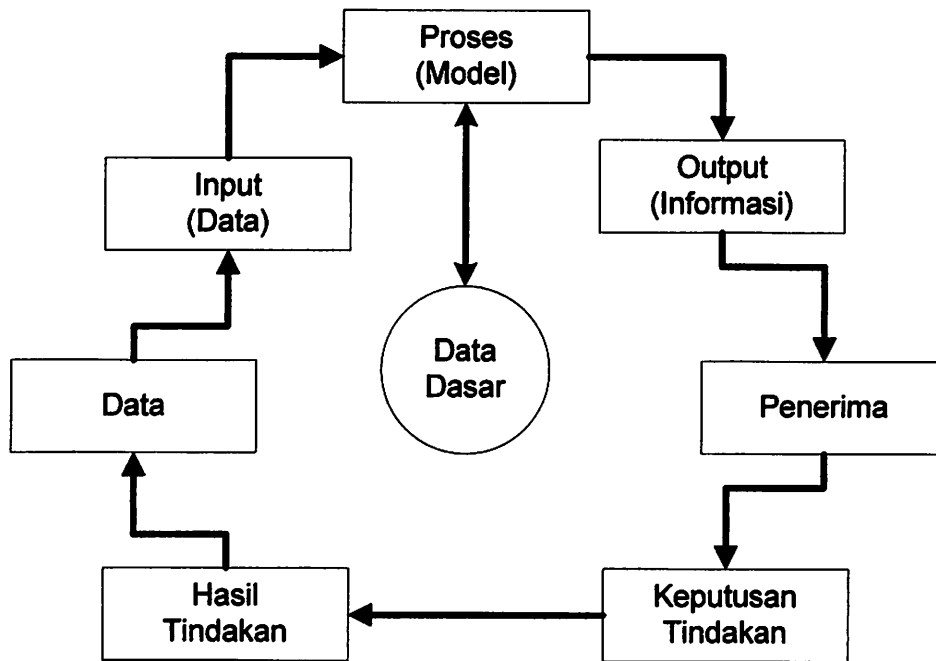 Proses
(Model)
Input
(Data)
Output
(Informasi)
Data
Dasar
Data
Penerima
Hasil
Tindakan
Keputusan
Tindakan